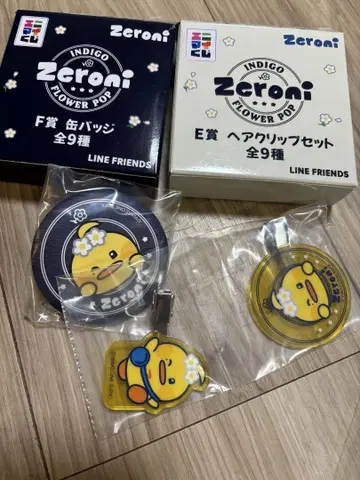 Zeroni
INDIGO
Zeroni
FLOWER POP
F賞 缶バッジ
全9種
LINE FRIENDS
Zeroni
INDIGO
Zeroni
FLOWER POP
E賞 ヘアクリップセット
全9種
LINE FRIENDS
Zeroni
Zeroni